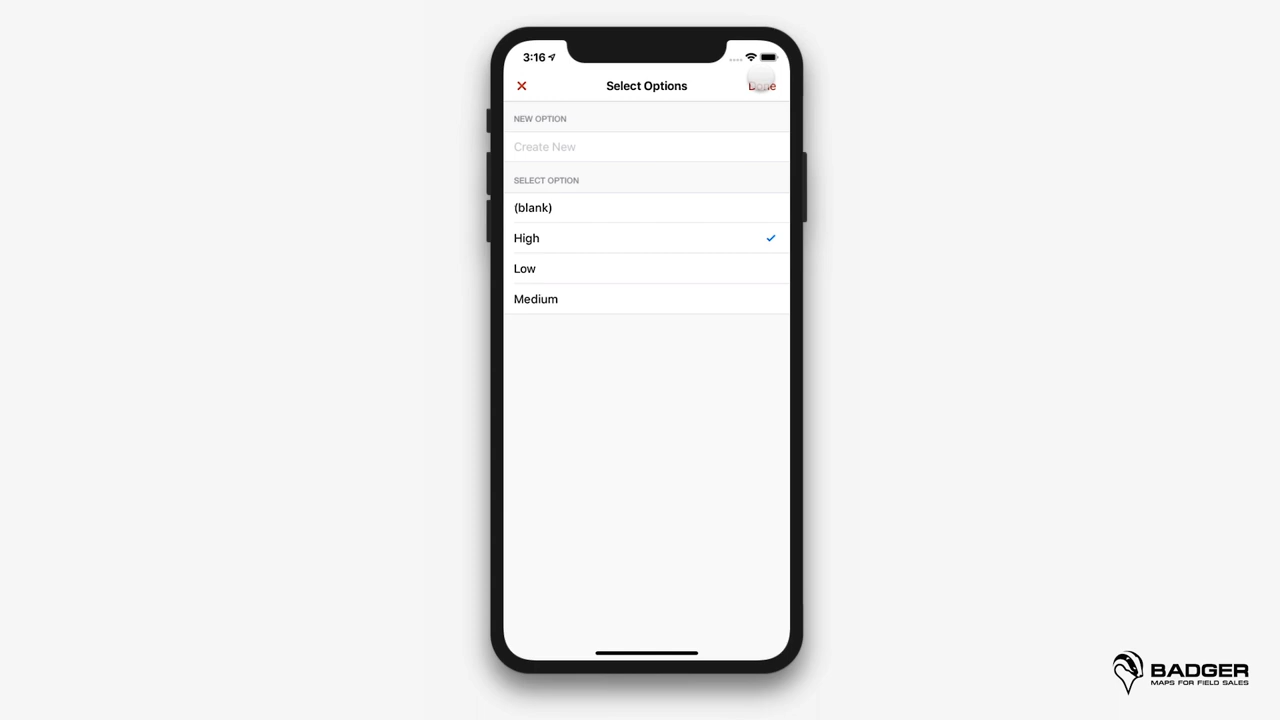 3:16
Select Options
Done
NEW OPTION
Create New
SELECT OPTION
(blank)
High
Low
Medium
BADGER
MAPS FOR FIELD SALES